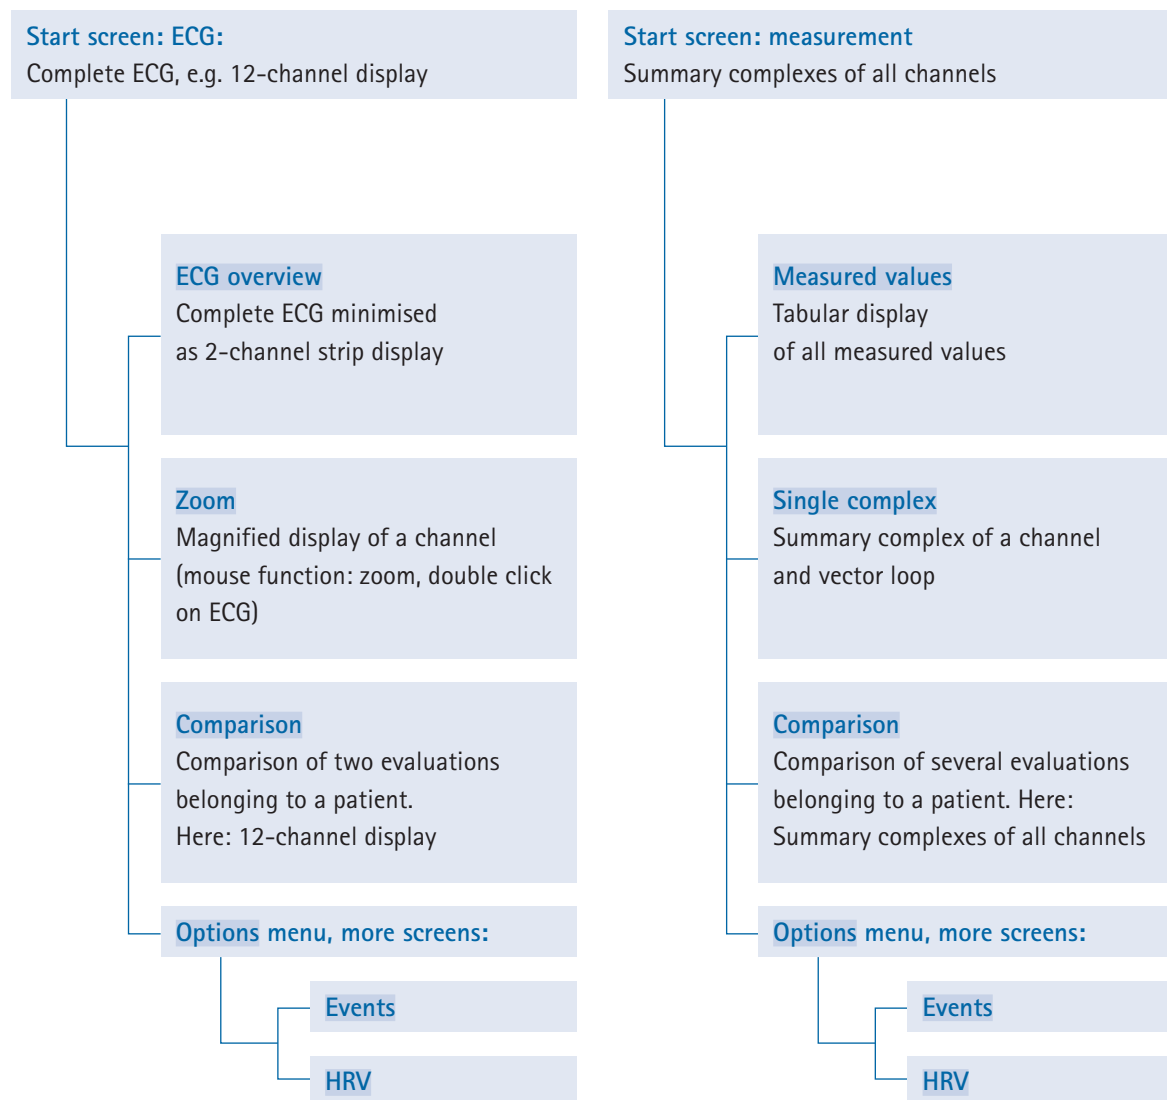 Start screen: ECG:
Complete ECG, e.g. 12-channel display
ECG overview
Complete ECG minimised
as 2-channel strip display
Zoom
Magnified display of a channel
(mouse function: zoom, double click
on ECG)
Comparison
Comparison of two evaluations
belonging to a patient.
Here: 12-channel display
Options menu, more screens:
Events
HRV
Start screen: measurement
Summary complexes of all channels
Measured values
Tabular display
of all measured values
Single complex
Summary complex of a channel
and vector loop
Comparison
Comparison of several evaluations
belonging to a patient. Here:
Summary complexes of all channels
Options menu, more screens:
Events
HRV